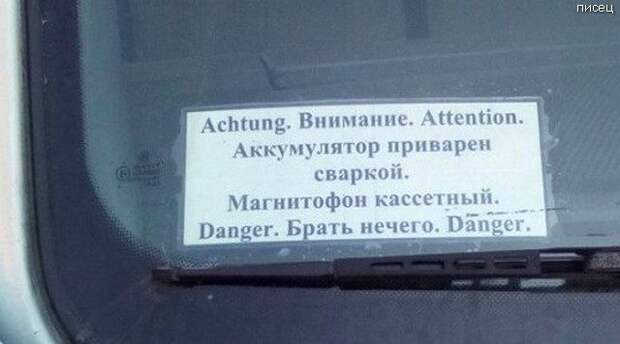 писец
Achtung. Внимание. Attention.
Аккумулятор приварен
сваркой.
Магнитофон кассетный.
Danger. Брать нечего. Danger.